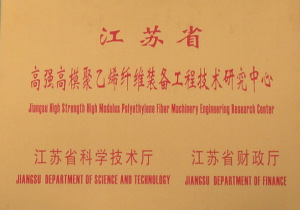 江苏省
高强高模聚乙烯纤维装备工程技术研究中心
Jiangsu High Strength High Modulus Polyethylene Fiber Machinery Engineering Research Center
江苏省科学技术厅 江苏省财政厅
JIANGSU DEPARTMENT OF SCIENCE AND TECHNOLOGY JIANGSU DEPARTMENT OF FINANCE